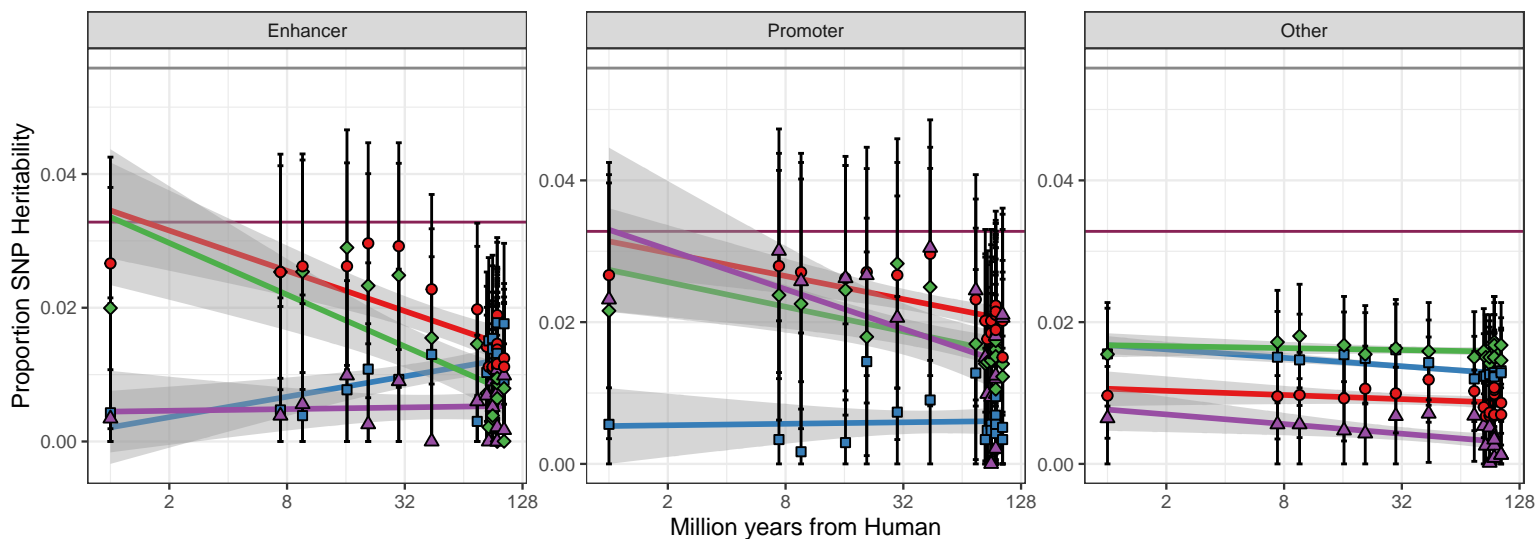 Enhancer Promoter Other
Proportion SNP Heritability
0.04 0.04 0.04
0.02 0.02 0.02
0.00 0.00 0.00
2 8 32 128 2 8 32 128 2 8 32 128
Million years from Human